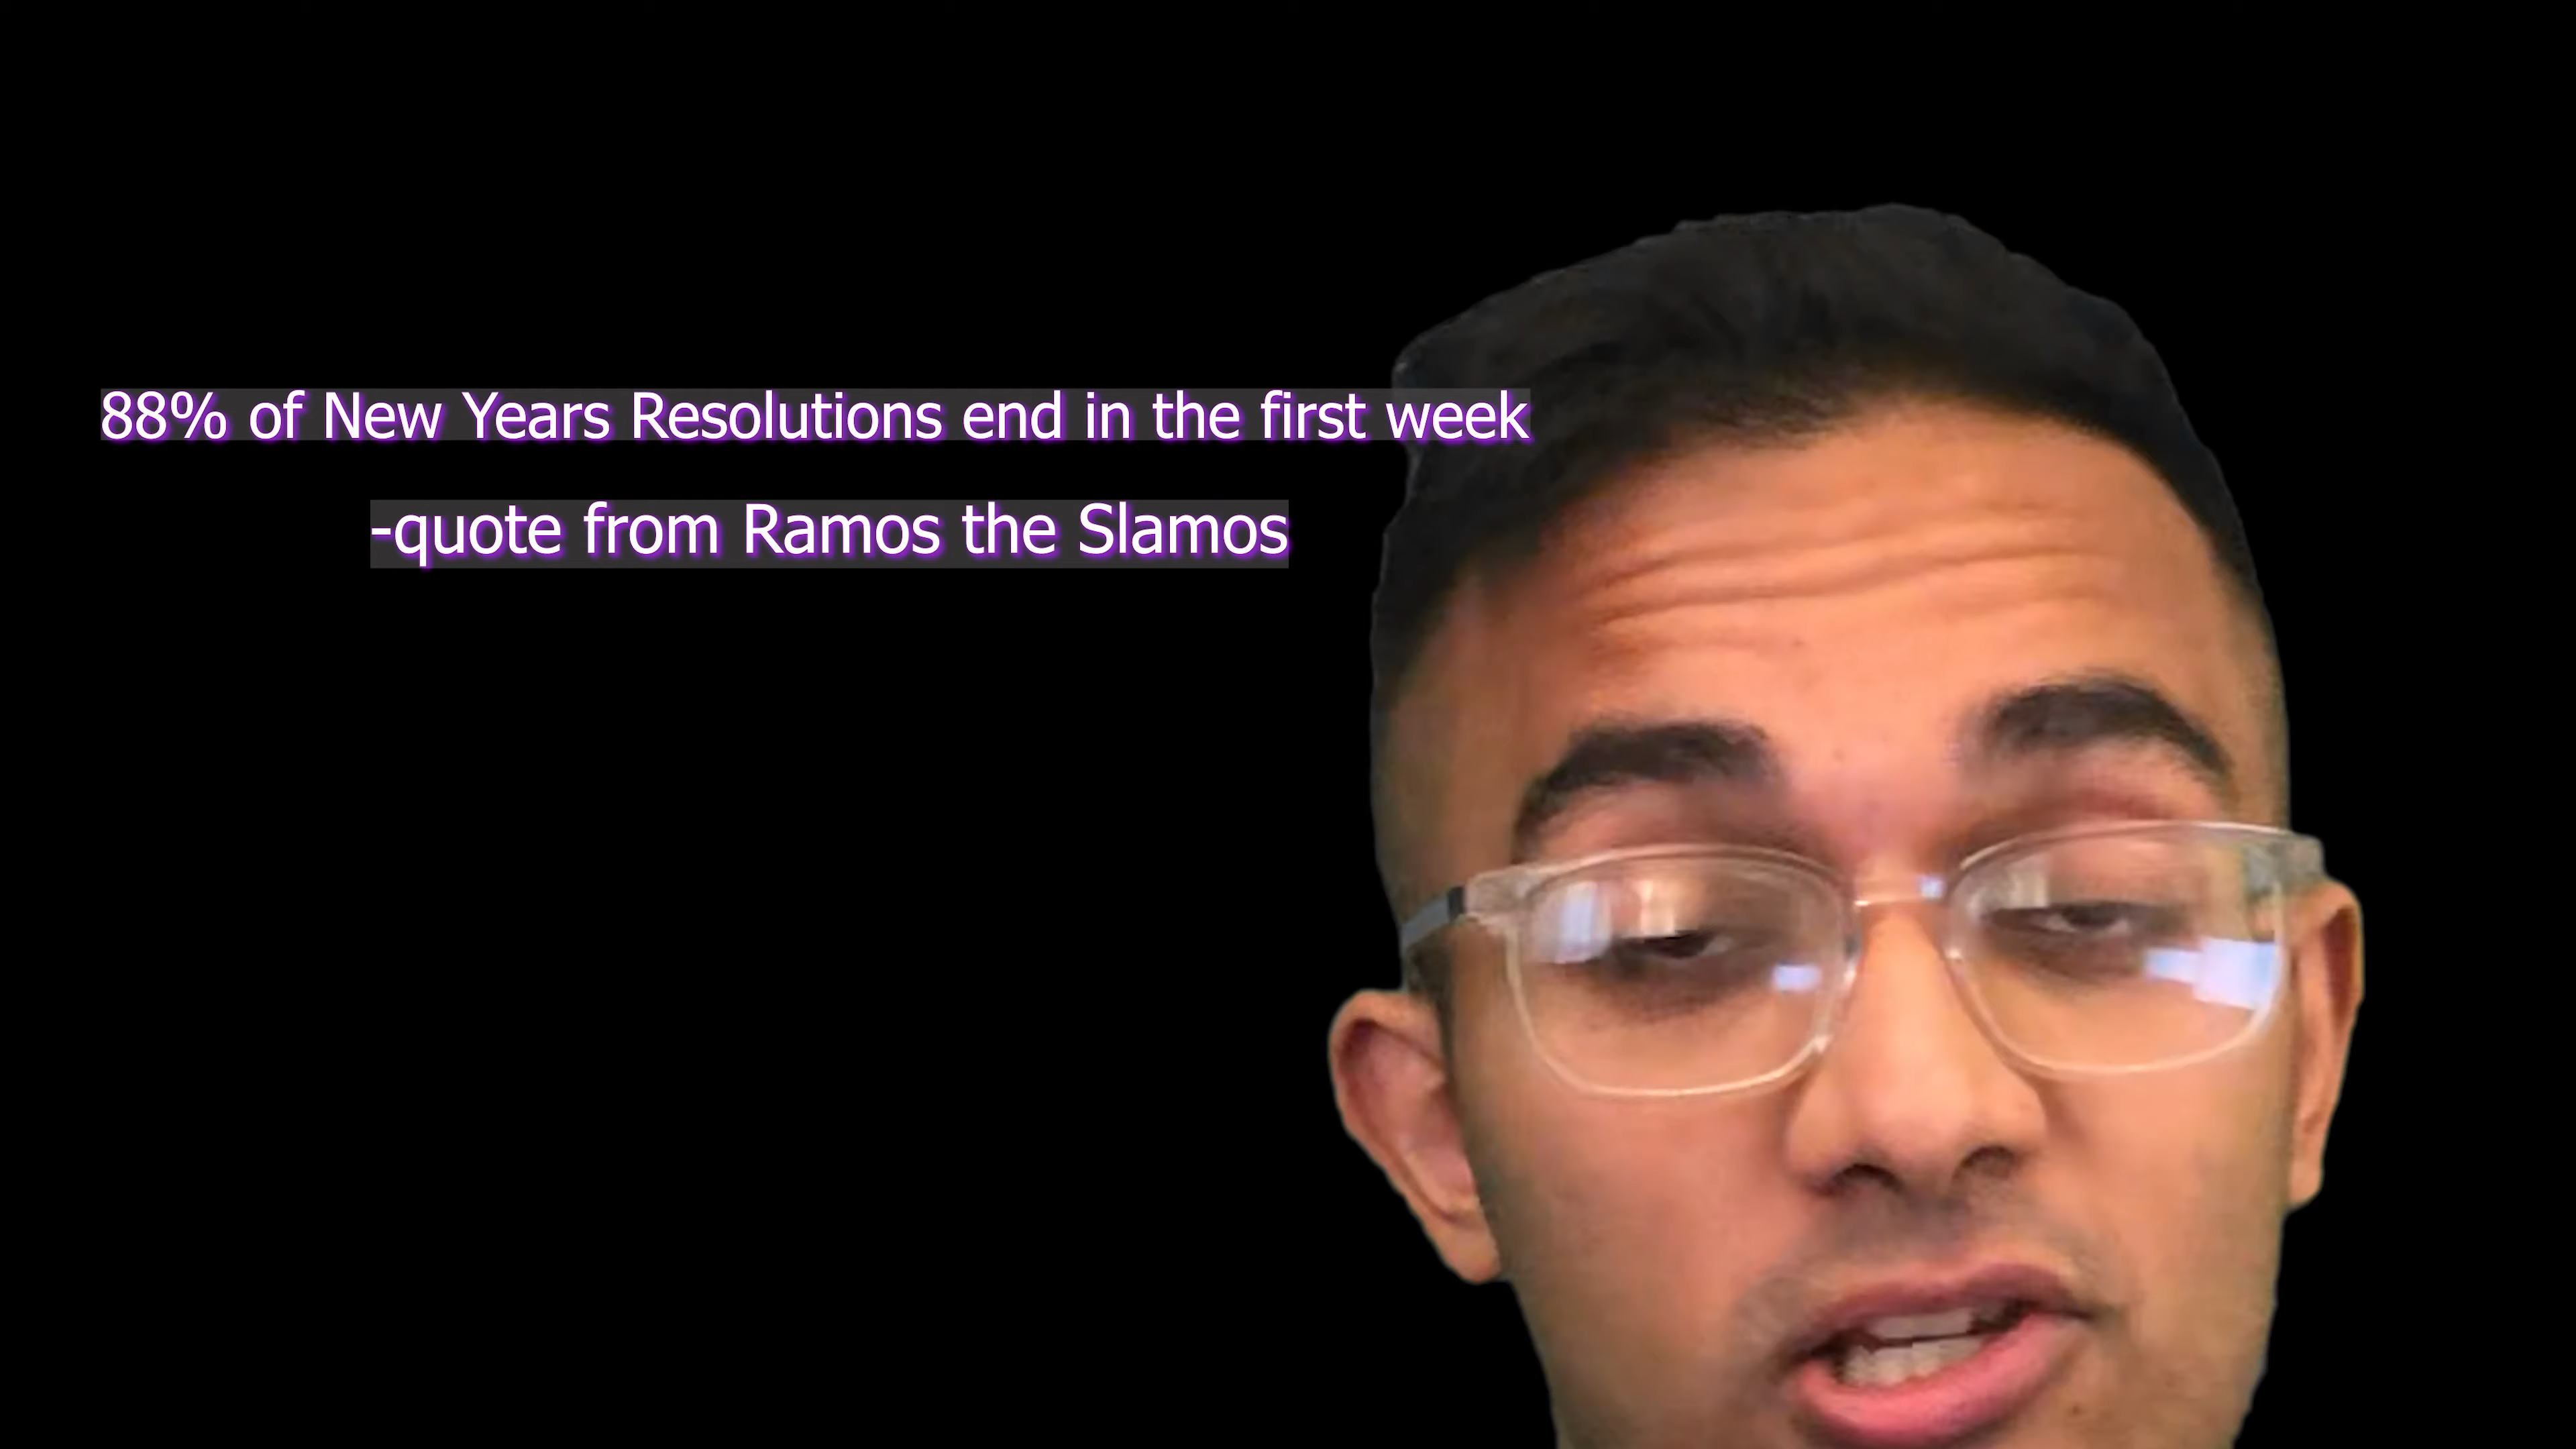 88% of New Years Resolutions end in the first week
-quote from Ramos the Slamos